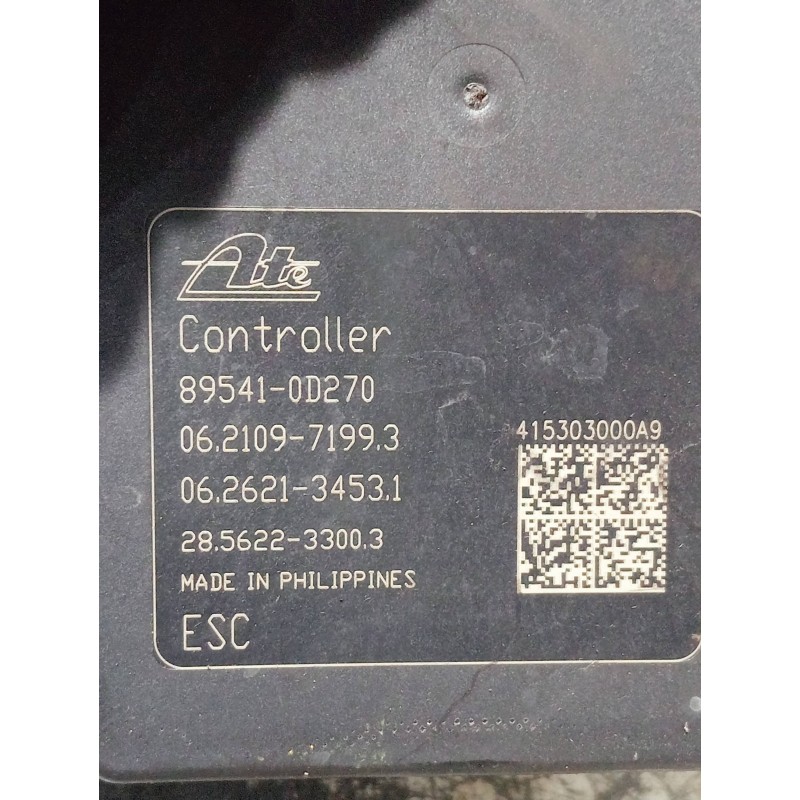 Ate
Controller
89541-0D270
06.2109-7199.3
415303000A9
06.2621-3453.1
28.5622-3300.3
MADE IN PHILIPPINES
ESC